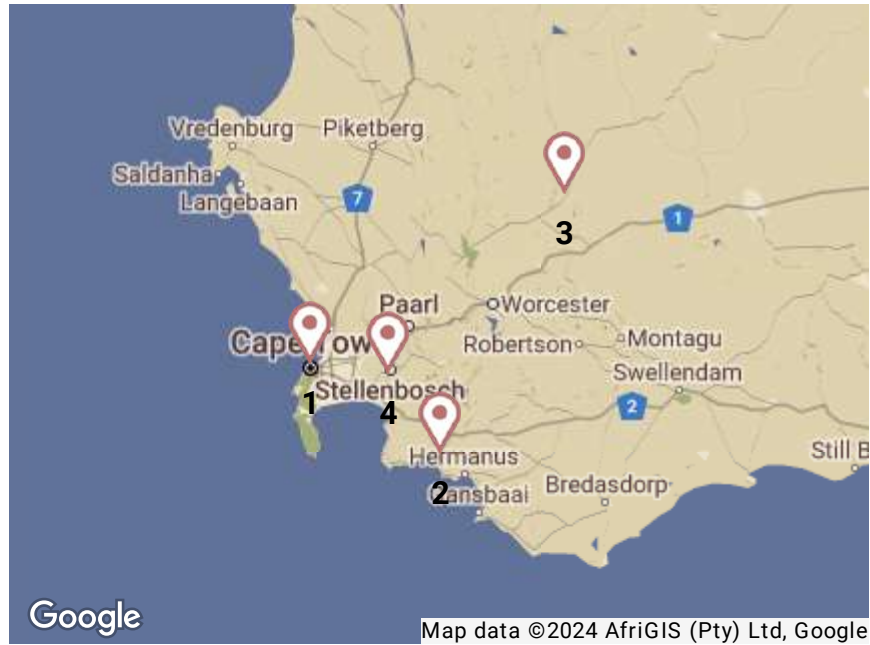 Vredenburg
Piketberg
Saldanha
Langebaan
7
1
3
Paarl
Worcester
Cape Town
Robertson
Montagu
Stellenbosch
Swellendam
1
4
2
Hermanus
Still B
2
Gansbaai
Bredasdorp
Google
Map data ©2024 AfriGIS (Pty) Ltd, Google